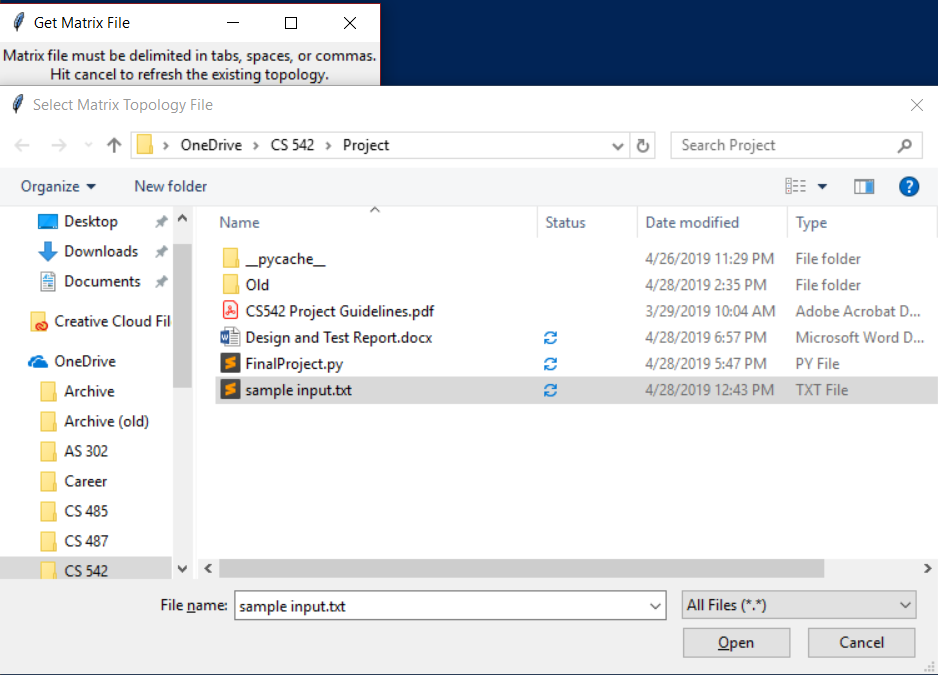 Get Matrix File
Matrix file must be delimited in tabs, spaces, or commas.
Hit cancel to refresh the existing topology.
Select Matrix Topology File
OneDrive > CS 542 > Project
Search Project
Organize
New folder
Name Status Date modified Type
Desktop
Downloads
Documents
Creative Cloud Fil
OneDrive
Archive
Archive (old)
AS 302
Career
CS 485
CS 487
CS 542
__pycache__ 4/26/2019 11:29 PM File folder
Old 4/28/2019 2:35 PM File folder
CS542 Project Guidelines.pdf 3/29/2019 10:04 AM Adobe Acrobat D...
Design and Test Report.docx 4/28/2019 6:57 PM Microsoft Word D...
FinalProject.py 4/28/2019 5:47 PM PY File
sample input.txt 4/28/2019 12:43 PM TXT File
File name: sample input.txt
All Files (*.*)
Open
Cancel